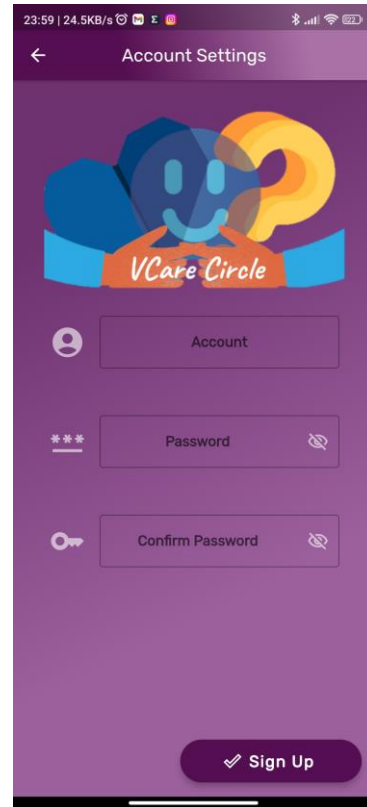 23:59 | 24.5KB/s
Account Settings
VCare Circle
Account
***
Password
Confirm Password
Sign Up